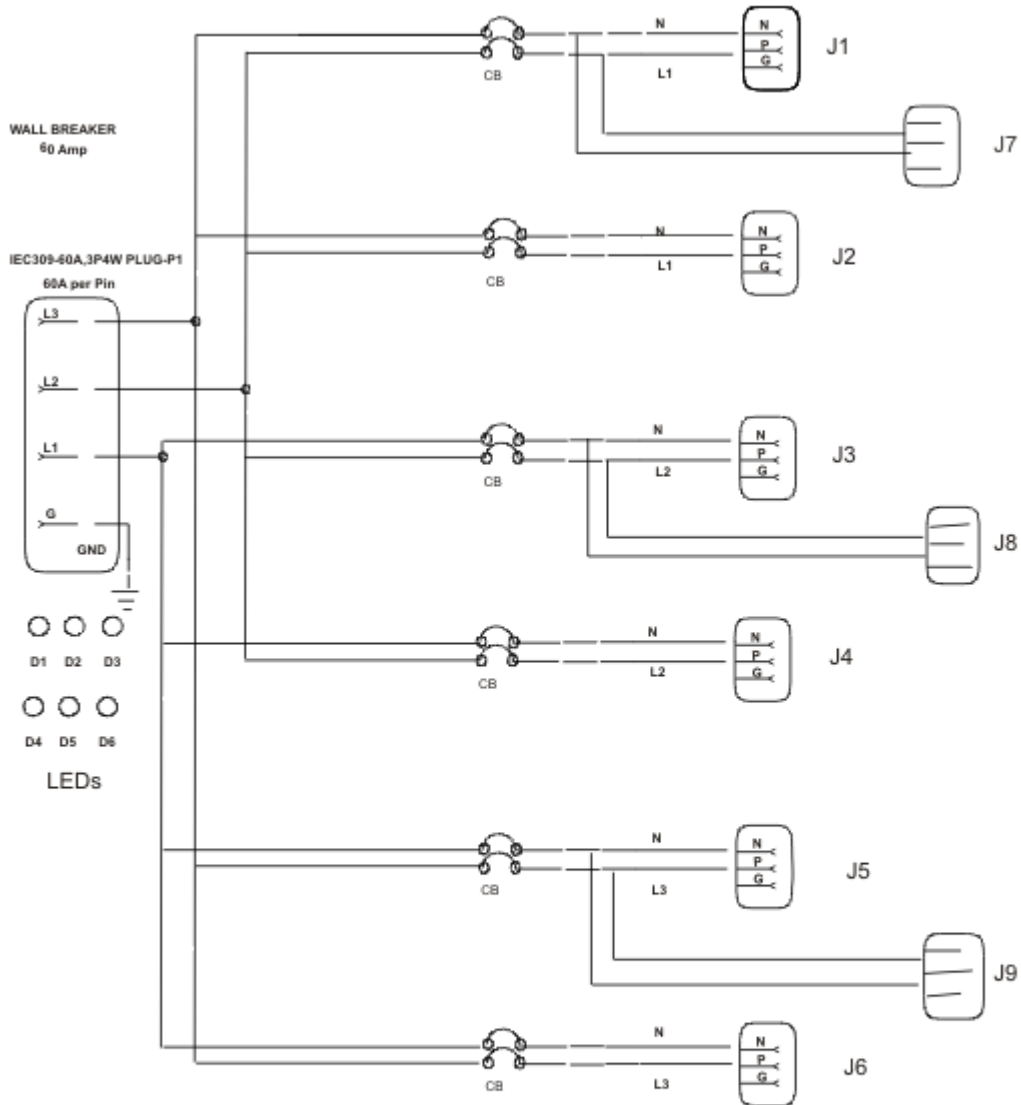 N
N
P
G
J1
CB
L1
WALL BREAKER
60 Amp
J7
N
N
P
G
J2
CB
L1
IEC309-60A,3P4W PLUG-P1
60A per Pin
L3
L2
L1
G
GND
N
N
P
G
J3
CB
L2
J8
N
N
P
G
J4
CB
L2
D1 D2 D3
D4 D5 D6
LEDs
N
N
P
G
J5
CB
L3
J9
N
N
P
G
J6
CB
L3